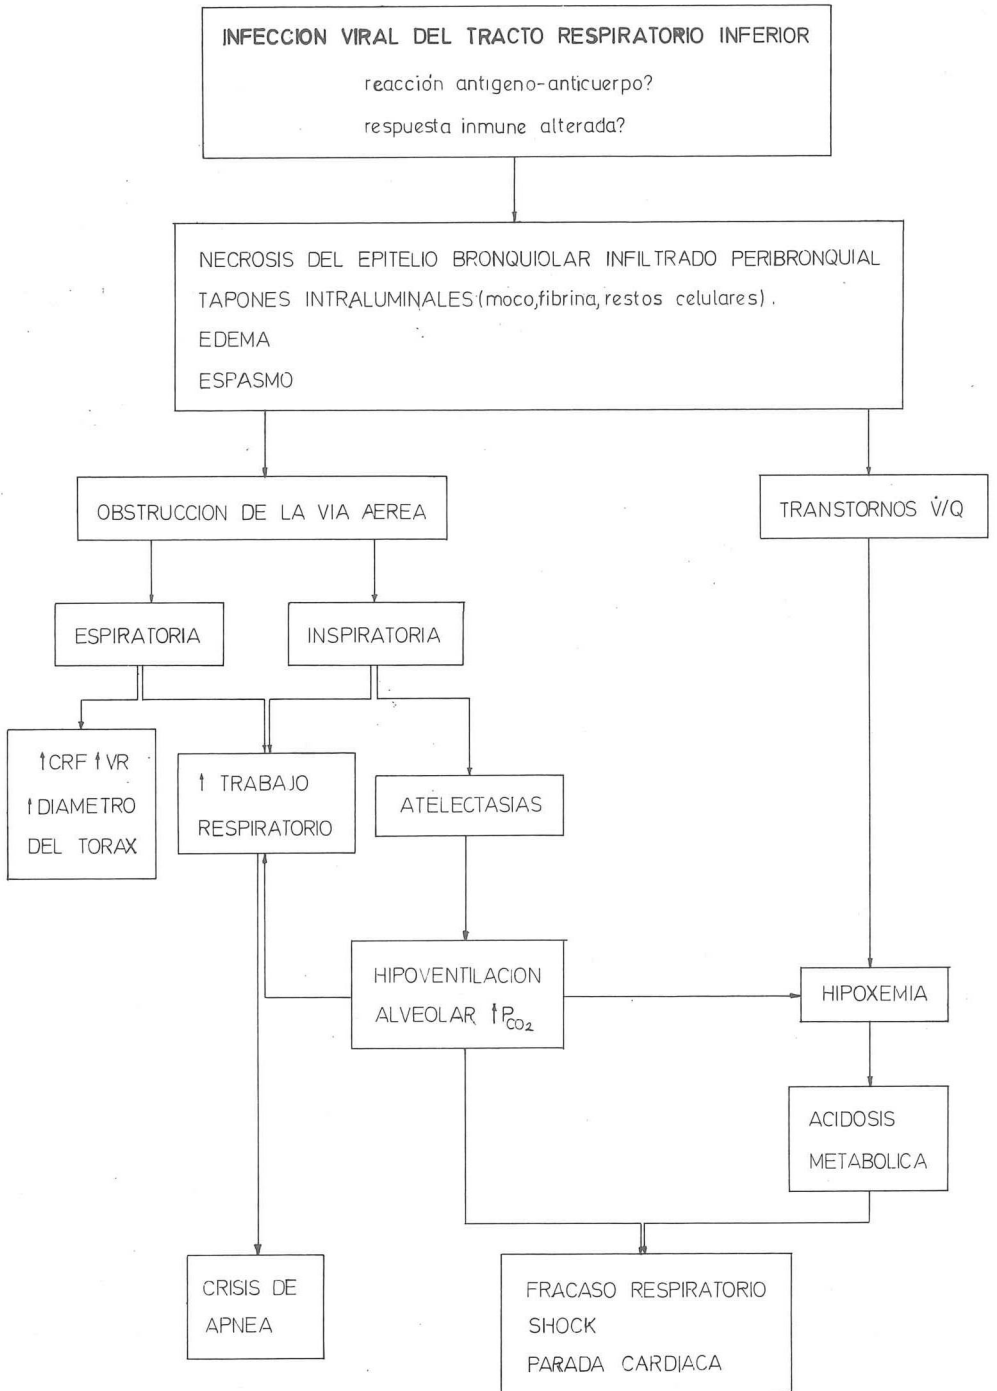 INFECCION VIRAL DEL TRACTO RESPIRATORIO INFERIOR
reacción antigeno-anticuerpo?
respuesta inmune alterada?
NECROSIS DEL EPITELIO BRONQUIOLAR INFILTRADO PERIBRONQUIAL
TAPONES INTRALUMINALES (moco, fibrina, restos celulares).
EDEMA
ESPASMO
OBSTRUCCION DE LA VIA AEREA
TRANSTORNOS V̇/Q
ESPIRATORIA
INSPIRATORIA
↑CRF ↑VR
↑DIAMETRO
DEL TORAX
↑ TRABAJO
RESPIRATORIO
ATELECTASIAS
HIPOVENTILACION
ALVEOLAR ↑PCO₂
HIPOXEMIA
ACIDOSIS
METABOLICA
CRISIS DE
APNEA
FRACASO RESPIRATORIO
SHOCK
PARADA CARDIACA